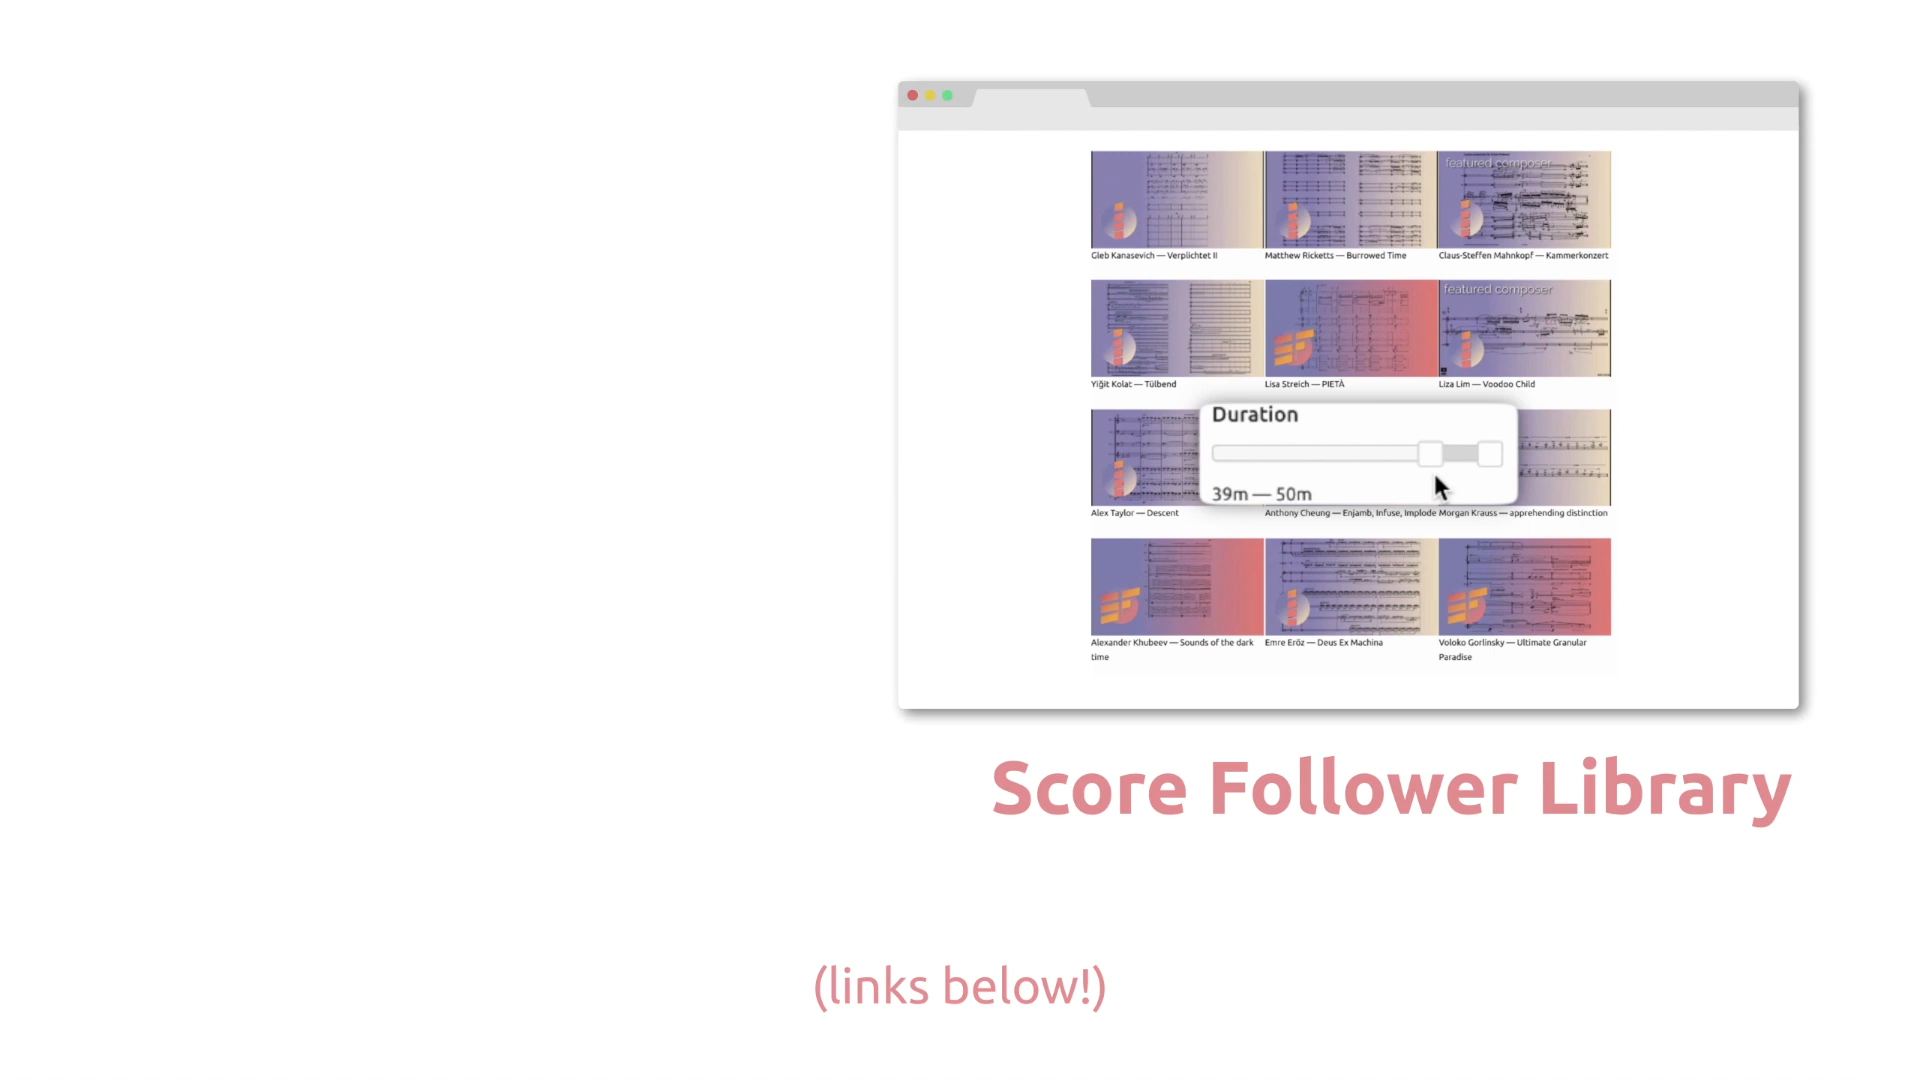 featured composer
Gleb Kanasevich — Verplichtet II
Matthew Ricketts — Burrowed Time
Claus-Steffen Mahnkopf — Kammerkonzert
featured composer
Yiğit Kolat — Tülbend
Lisa Streich — PIETÀ
Liza Lim — Voodoo Child
Duration
39m — 50m
Alex Taylor — Descent
Anthony Cheung — Enjamb, Infuse, Implode
Morgan Krauss — apprehending distinction
Alexander Khubeev — Sounds of the dark
time
Emre Eröz — Deus Ex Machina
Voloko Gorlinsky — Ultimate Granular
Paradise
Score Follower Library
(links below!)